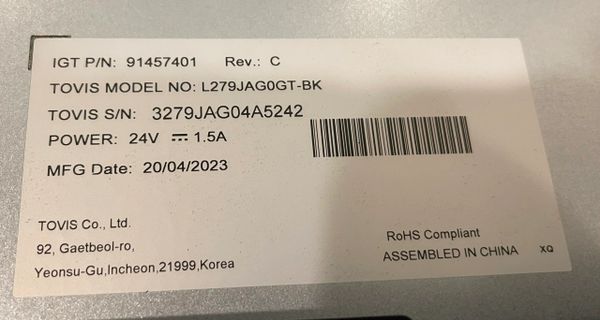 IGT P/N: 91457401 Rev.: C
TOVIS MODEL NO: L279JAG0GT-BK
TOVIS S/N: 3279JAG04A5242
POWER: 24V ⎓ 1.5A
MFG Date: 20/04/2023
TOVIS Co., Ltd.
92, Gaetbeol-ro,
Yeonsu-Gu,Incheon,21999,Korea
RoHS Compliant
ASSEMBLED IN CHINA XQ